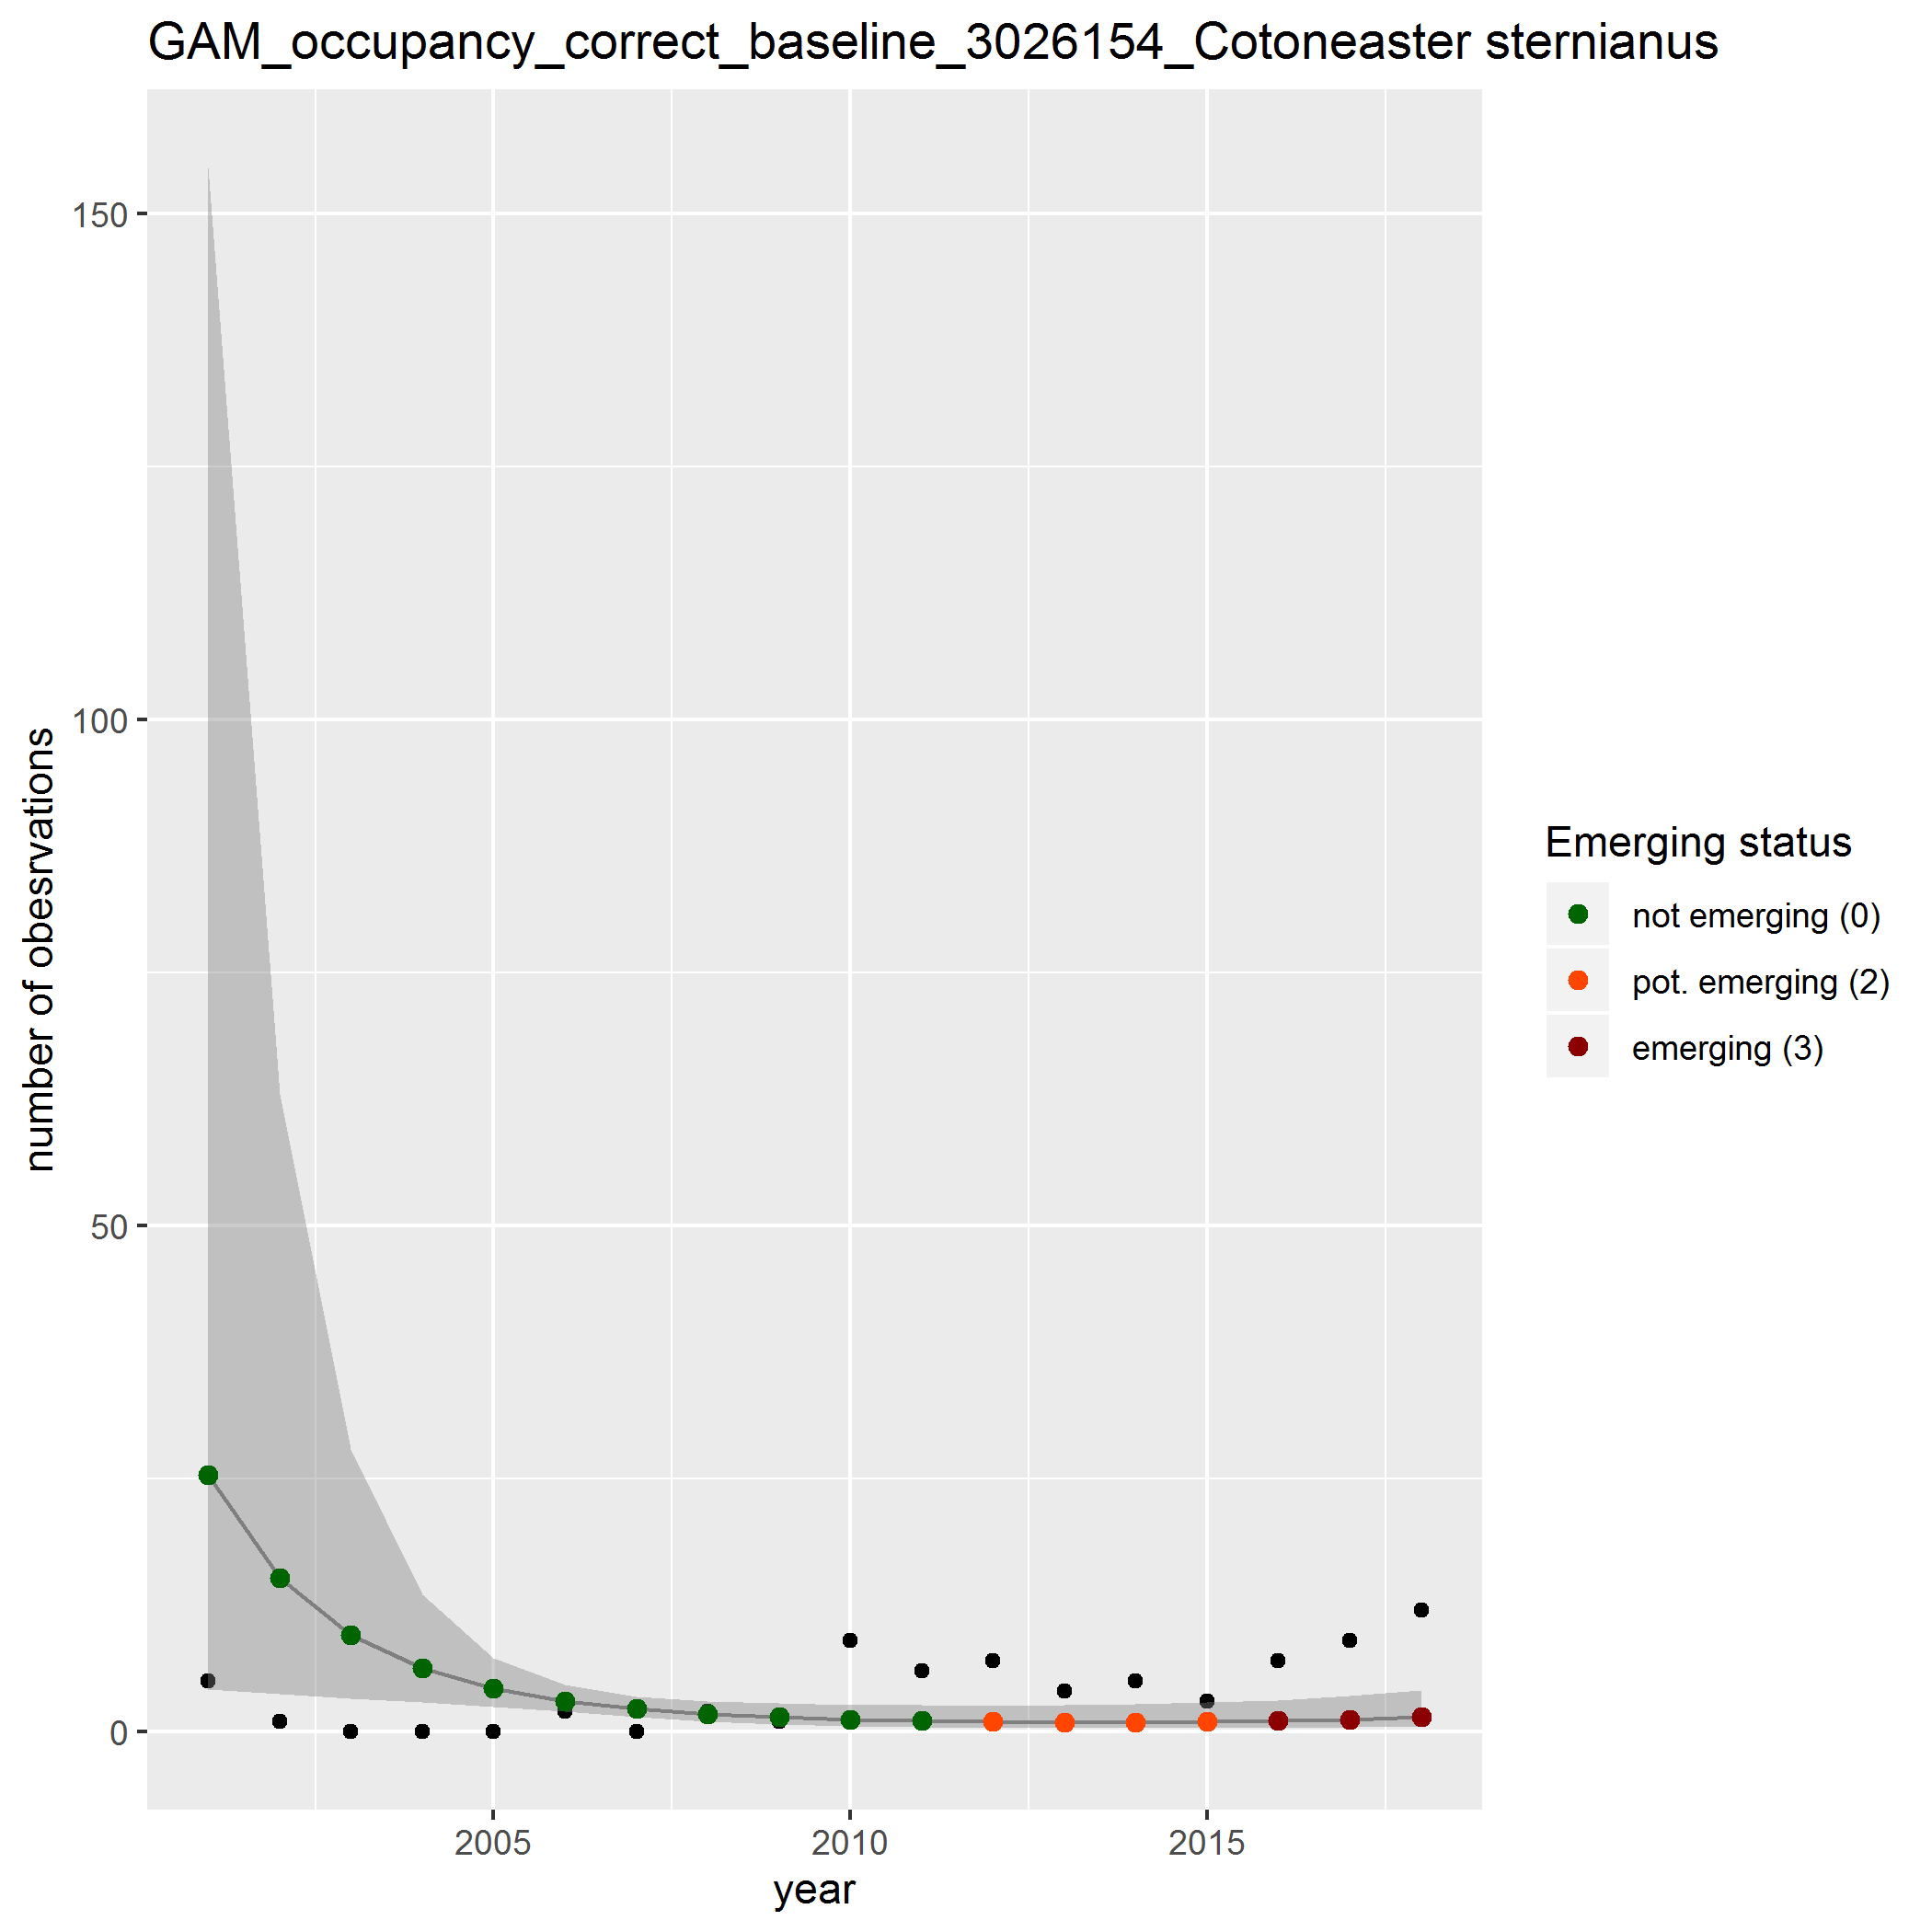 GAM_occupancy_correct_baseline_3026154_Cotoneaster sternianus
150
100
50
0
number of obesrvations
2005
2010
2015
year
Emerging status
not emerging (0)
pot. emerging (2)
emerging (3)